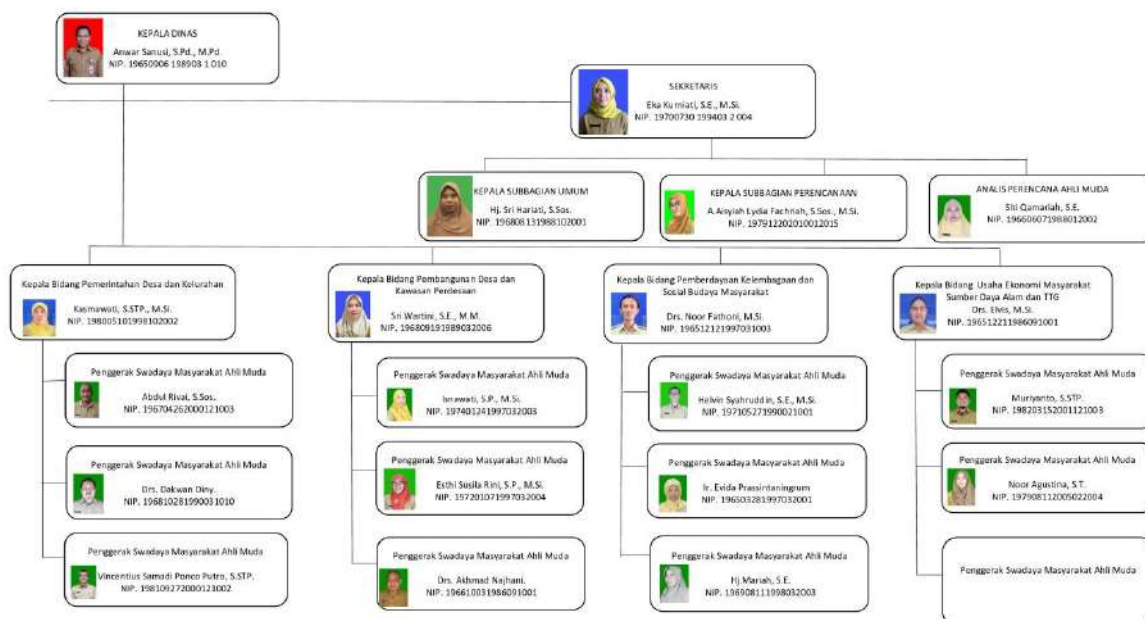 KEPALA DINAS
Anwar Sanusi, S.Pd., M.Pd.
NIP. 19650906 198903 1 010
SEKRETARIS
Eka Kurniati, S.E., M.Si.
NIP. 19700730 199403 2 004
KEPALA SUBBAGIAN UMUM
Hj. Sri Hariati, S.Sos.
NIP. 196808131988102001
KEPALA SUBBAGIAN PERENCANAAN
A.Aisyiah Lydia Fachriah, S.Sos., M.Si.
NIP. 197912202010012015
ANALIS PERENCANA AHLI MUDA
Siti Qamariah, S.E.
NIP. 196606071988012002
Kepala Bidang Pemerintahan Desa dan Kelurahan
Kasmawati, S.STP., M.Si.
NIP. 198005101998102002
Kepala Bidang Pembangunan Desa dan
Kawasan Perdesaan
Sri Wartini, S.E., M.M.
NIP. 196809191989032006
Kepala Bidang Pemberdayaan Kelembagaan dan
Sosial Budaya Masyarakat
Drs. Noor Fathoni, M.Si.
NIP. 196512121997031003
Kepala Bidang Usaha Ekonomi Masyarakat
Sumber Daya Alam dan TTG
Drs. Elvis, M.Si.
NIP. 196512211986091001
Penggerak Swadaya Masyarakat Ahli Muda
Abdul Rivai, S.Sos.
NIP. 196704262000121003
Penggerak Swadaya Masyarakat Ahli Muda
Isnawati, S.P., M.Si.
NIP. 197401241997032003
Penggerak Swadaya Masyarakat Ahli Muda
Helvin Syahruddin, S.E., M.Si.
NIP. 197105271990021001
Penggerak Swadaya Masyarakat Ahli Muda
Muriyanto, S.STP.
NIP. 198203152001121003
Penggerak Swadaya Masyarakat Ahli Muda
Drs. Dakwan Diny.
NIP. 196810281990031010
Penggerak Swadaya Masyarakat Ahli Muda
Esthi Susila Rini, S.P., M.Si.
NIP. 197201071997032004
Penggerak Swadaya Masyarakat Ahli Muda
Ir. Evida Prassintaningrum
NIP. 196503281997032001
Penggerak Swadaya Masyarakat Ahli Muda
Noor Agustina, S.T.
NIP. 197908112005022004
Penggerak Swadaya Masyarakat Ahli Muda
Vincentius Samadi Ponco Putro, S.STP.
NIP. 198109272000121002
Penggerak Swadaya Masyarakat Ahli Muda
Drs. Akhmad Najhani.
NIP. 196610031986091001
Penggerak Swadaya Masyarakat Ahli Muda
Hj.Mariah, S.E.
NIP. 196908111998032003
Penggerak Swadaya Masyarakat Ahli Muda